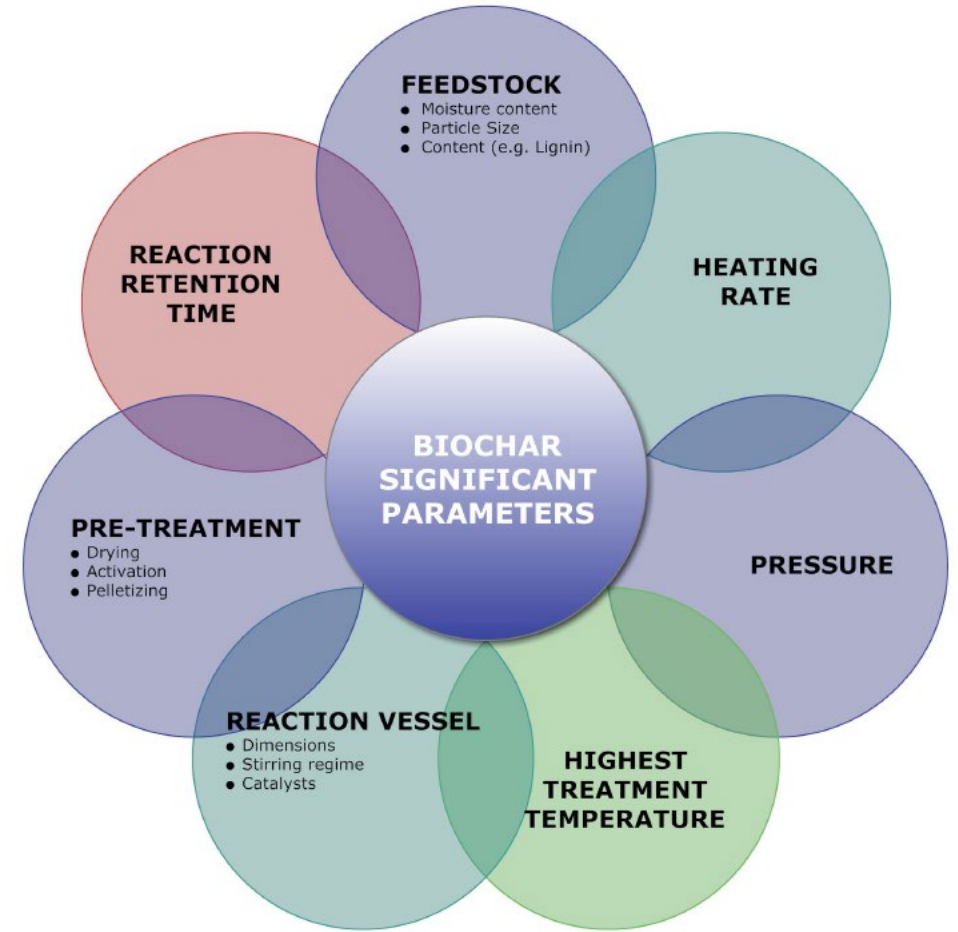 FEEDSTOCK
● Moisture content
● Particle Size
● Content (e.g. Lignin)
REACTION
RETENTION
TIME
HEATING
RATE
BIOCHAR
SIGNIFICANT
PARAMETERS
PRE-TREATMENT
● Drying
● Activation
● Pelletizing
PRESSURE
REACTION VESSEL
● Dimensions
● Stirring regime
● Catalysts
HIGHEST
TREATMENT
TEMPERATURE